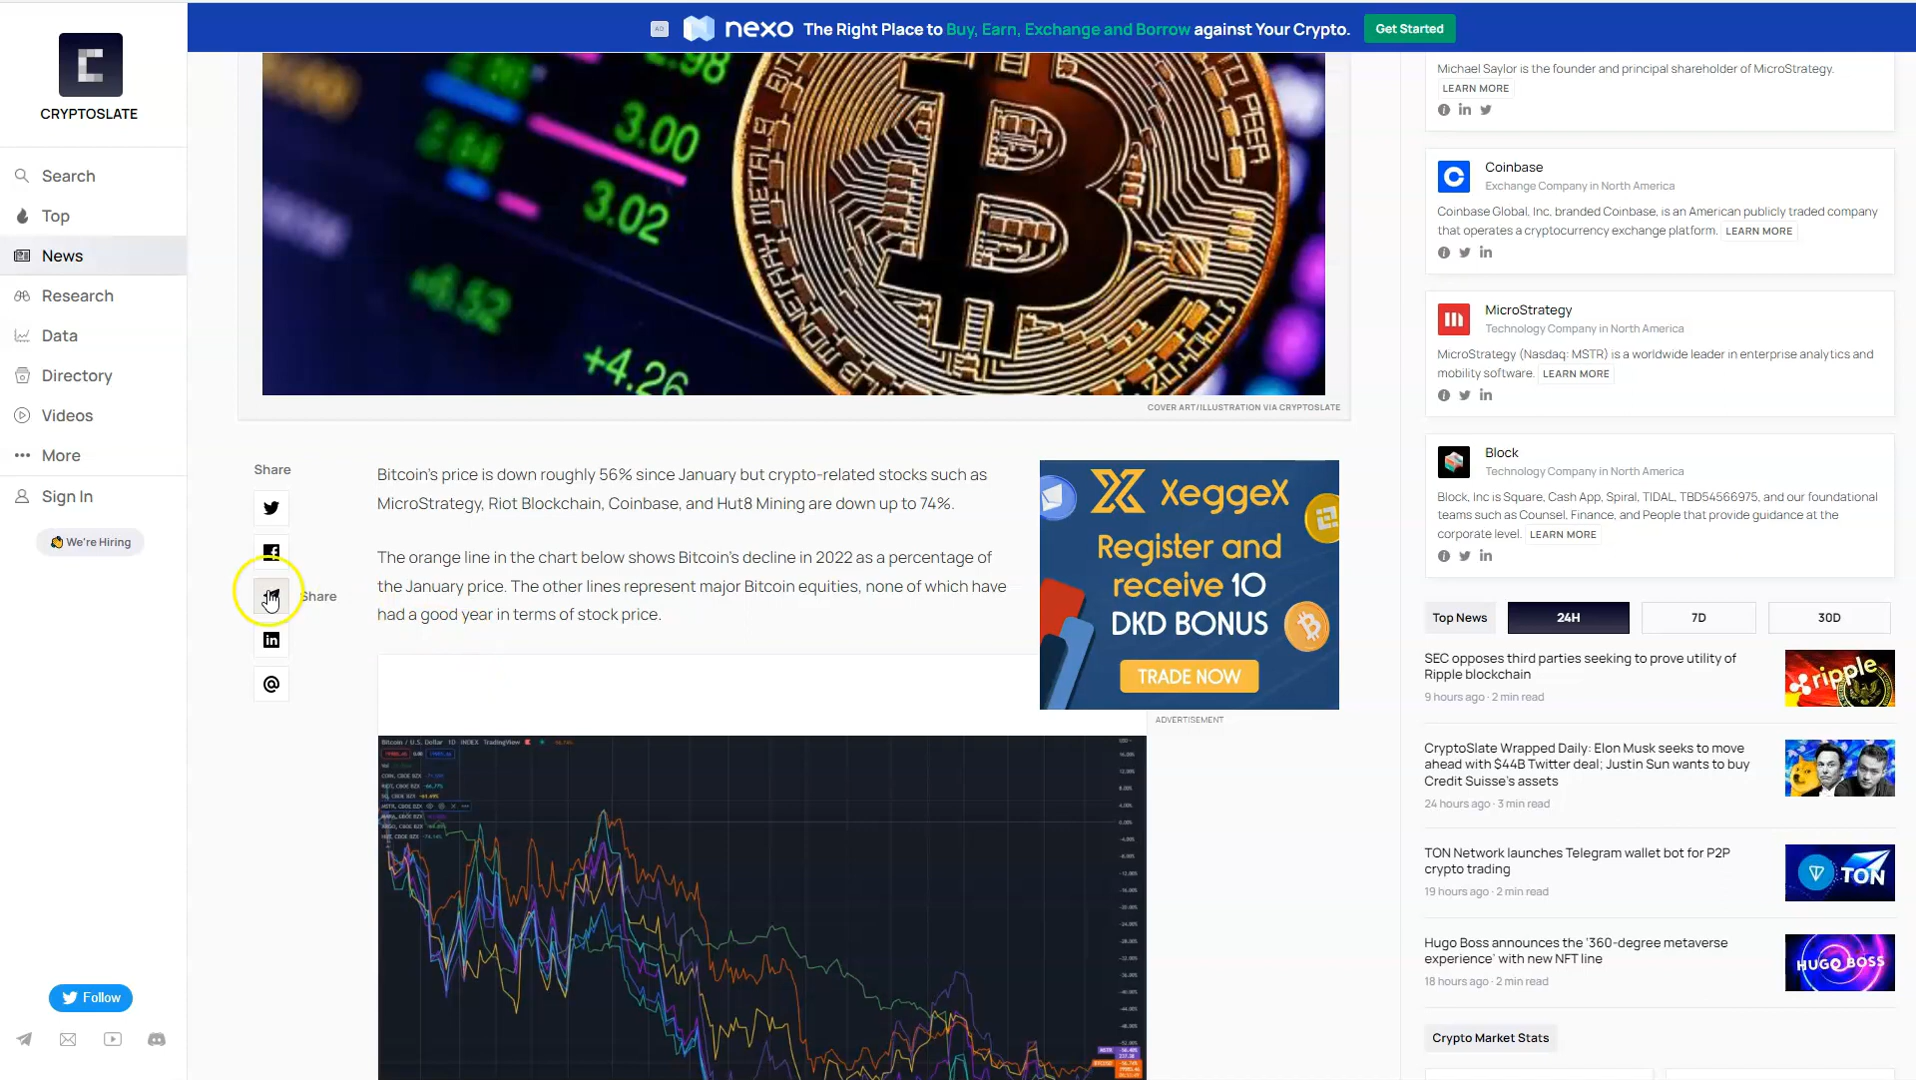 nexo
The Right Place to Buy, Earn, Exchange and Borrow against Your Crypto.
Get Started
CRYPTOSLATE
Search
Top
News
Research
Data
Directory
Videos
More
Sign In
We're Hiring
Follow
2.98
3.00
3.02
+4.26
COVER ART/ILLUSTRATION VIA CRYPTOSLATE
Share
Share
Bitcoin's price is down roughly 56% since January but crypto-related stocks such as
MicroStrategy, Riot Blockchain, Coinbase, and Hut8 Mining are down up to 74%.
The orange line in the chart below shows Bitcoin's decline in 2022 as a percentage of
the January price. The other lines represent major Bitcoin equities, none of which have
had a good year in terms of stock price.
XeggeX
Register and
receive 10
DKD BONUS
TRADE NOW
ADVERTISEMENT
Bitcoin / U.S. Dollar 1D INDEX TradingView
Michael Saylor is the founder and principal shareholder of MicroStrategy.
LEARN MORE
Coinbase
Exchange Company in North America
Coinbase Global, Inc, branded Coinbase, is an American publicly traded company
that operates a cryptocurrency exchange platform. LEARN MORE
MicroStrategy
Technology Company in North America
MicroStrategy (Nasdaq: MSTR) is a worldwide leader in enterprise analytics and
mobility software. LEARN MORE
Block
Technology Company in North America
Block, Inc is Square, Cash App, Spiral, TIDAL, TBD54566975, and our foundational
teams such as Counsel, Finance, and People that provide guidance at the
corporate level. LEARN MORE
Top News 24H 7D 30D
SEC opposes third parties seeking to prove utility of
Ripple blockchain
9 hours ago · 2 min read
ripple
CryptoSlate Wrapped Daily: Elon Musk seeks to move
ahead with $44B Twitter deal; Justin Sun wants to buy
Credit Suisse's assets
24 hours ago · 3 min read
TON Network launches Telegram wallet bot for P2P
crypto trading
19 hours ago · 2 min read
TON
Hugo Boss announces the '360-degree metaverse
experience' with new NFT line
18 hours ago · 2 min read
HUGO BOSS
Crypto Market Stats